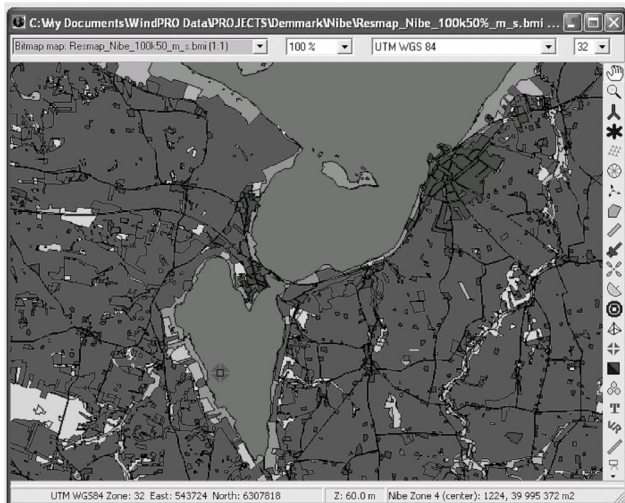 C:\My Documents\WindPRO Data\PROJECTS\Demmark\Nibe\Resmap_Nibe_100k50%_m_s.bmi ...
Bitmap map: Resmap_Nibe_100k50_m_s.bmi (1:1) 100 % UTM WGS 84 32
UTM WGS84 Zone: 32 East: 543724 North: 6307818 Z: 60.0 m Nibe Zone 4 (center): 1224, 39 995 372 m2